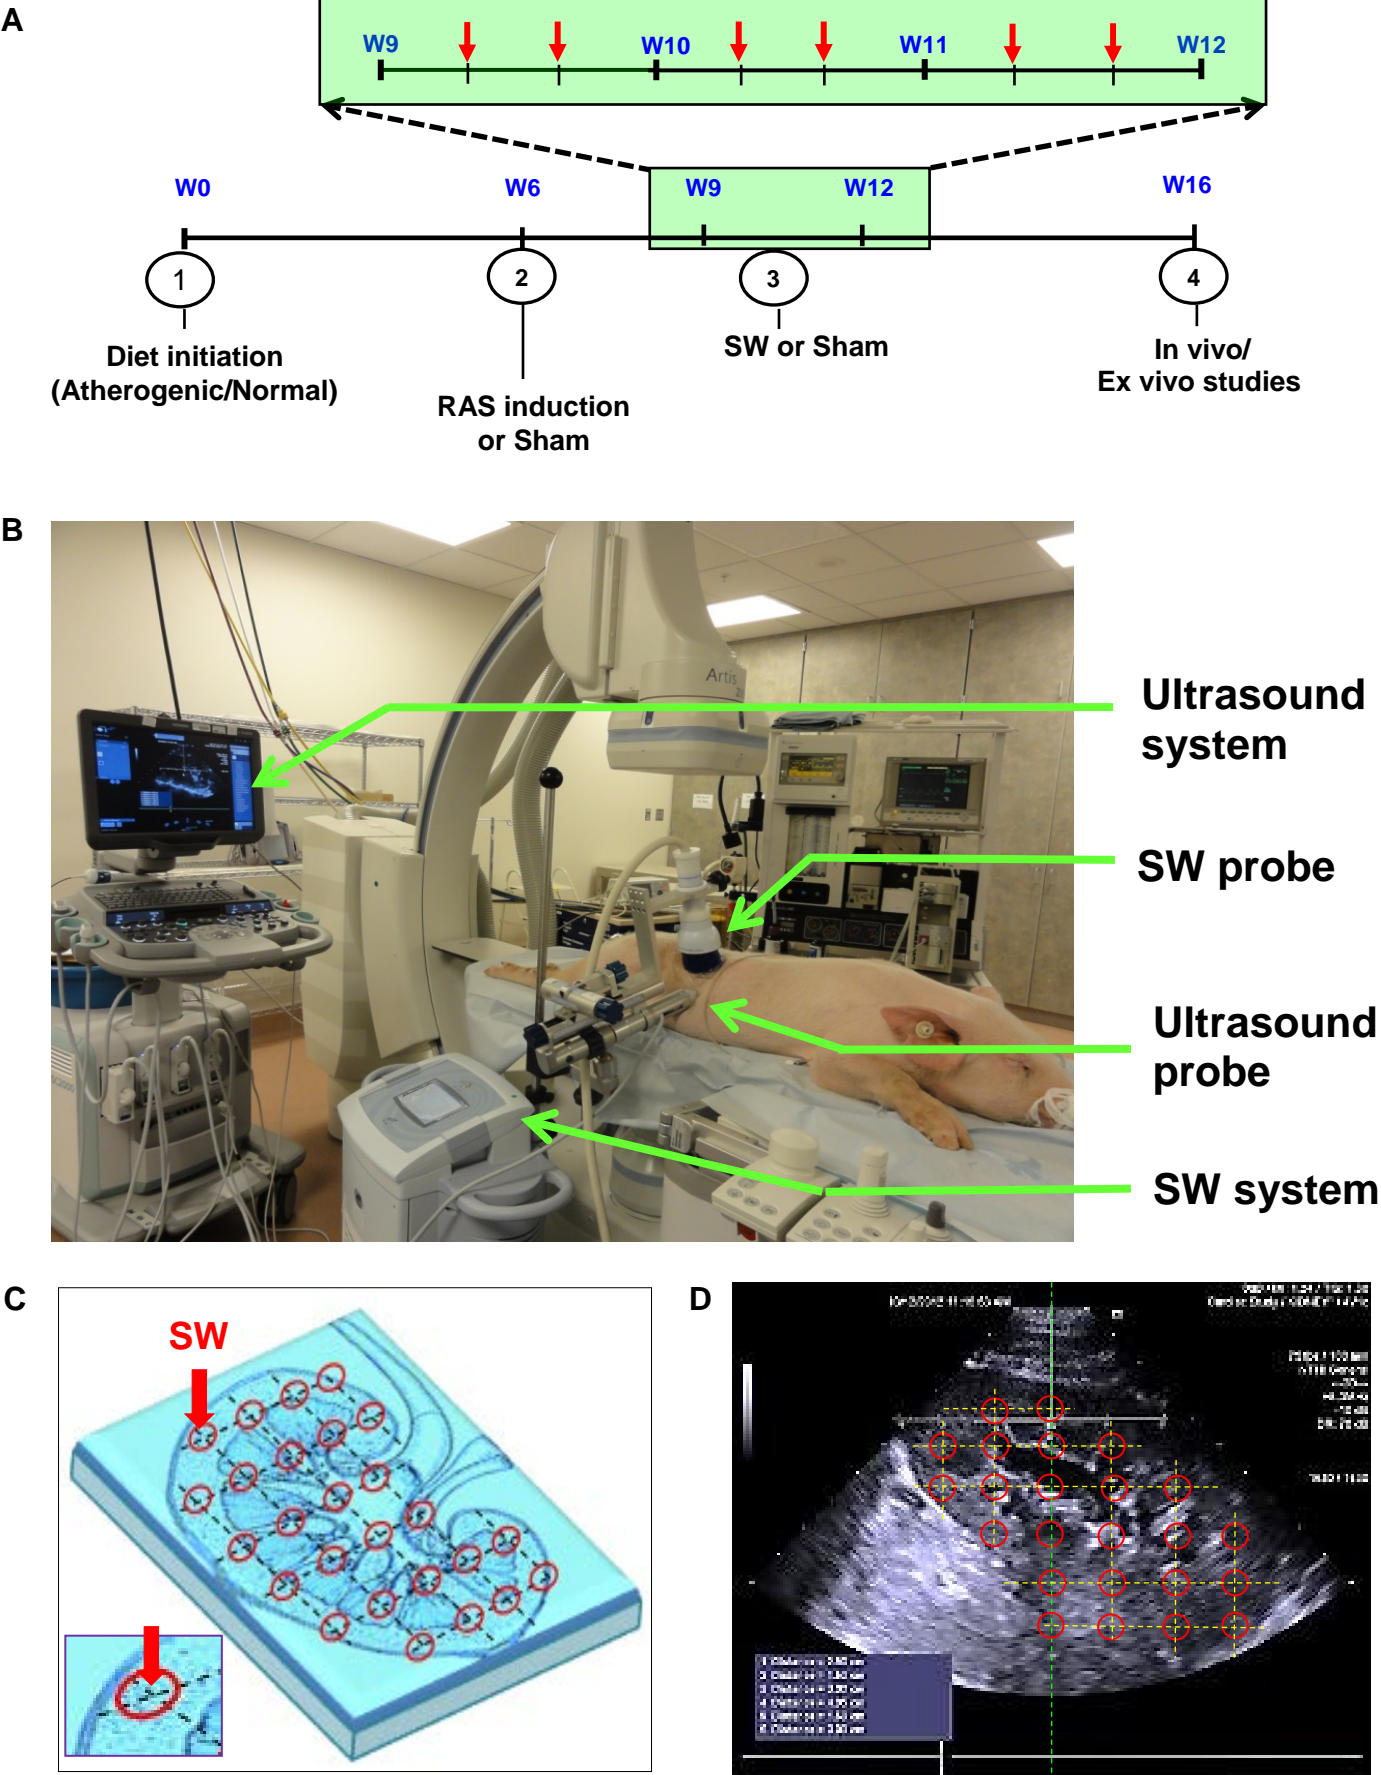 A
W9
W10
W11
W12
W0
W6
W9
W12
W16
1
2
3
4
Diet initiation
(Atherogenic/Normal)
RAS induction
or Sham
SW or Sham
In vivo/
Ex vivo studies
B
Artis
Ultrasound
system
SW probe
Ultrasound
probe
SW system
C
SW
D